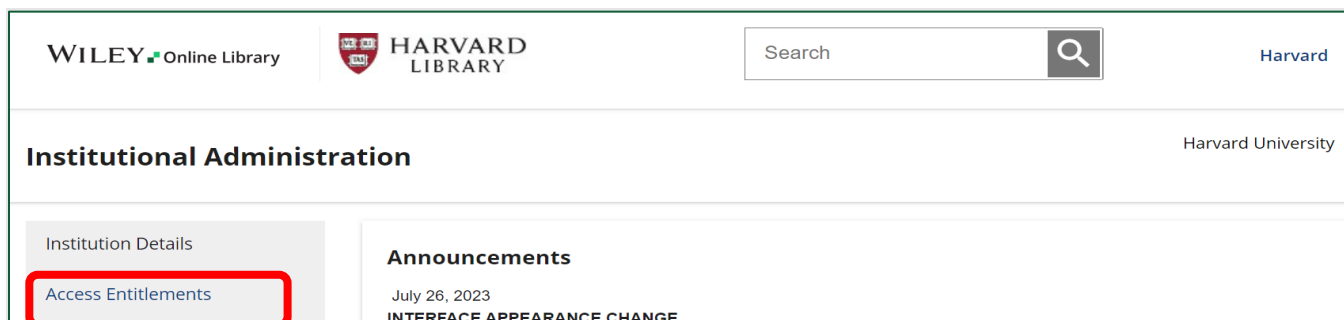 WILEY Online Library
HARVARD
LIBRARY
Search
Harvard
Institutional Administration
Harvard University
Institution Details
Access Entitlements
Announcements
July 26, 2023
INTERFACE APPEARANCE CHANGE